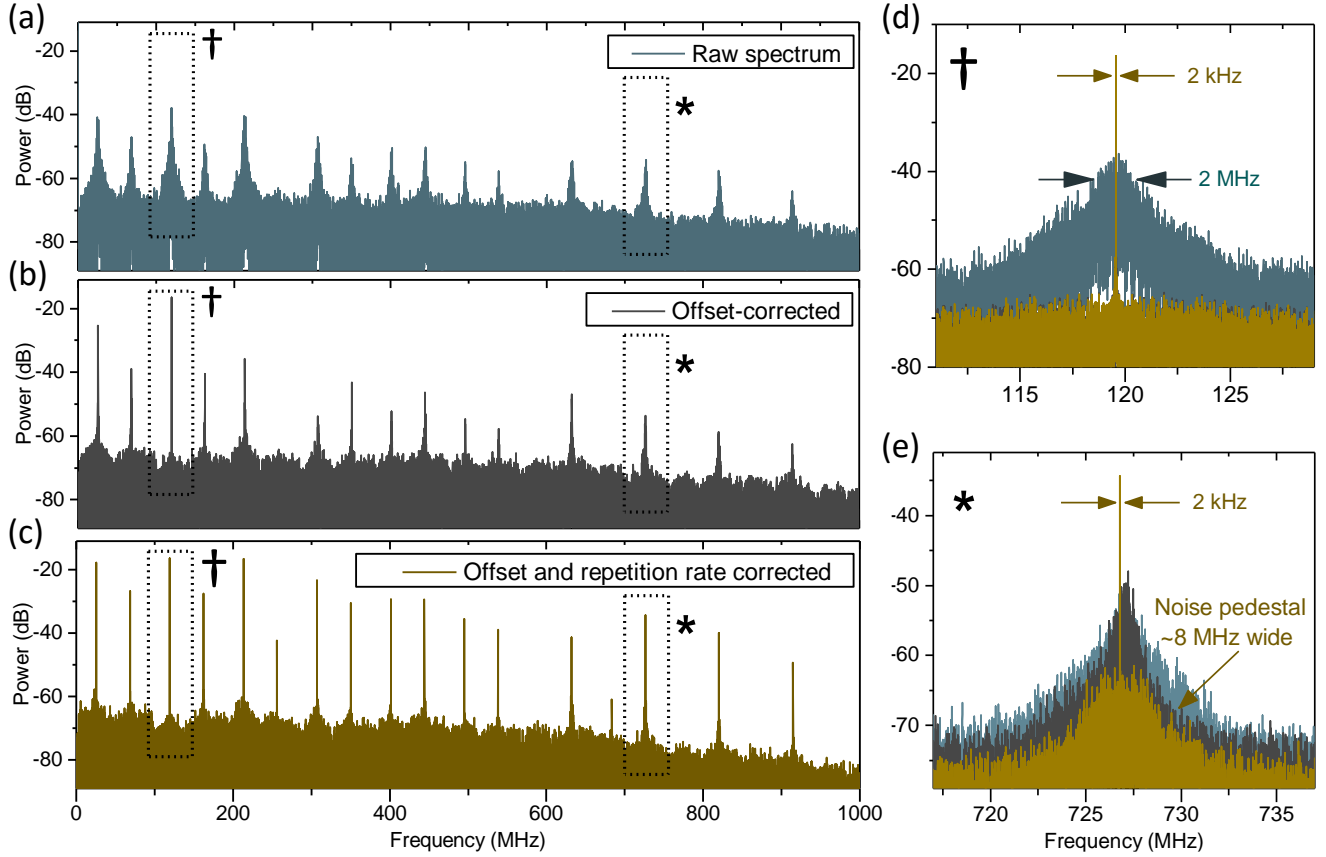 (a)
†
Raw spectrum
*
-20
-40
-60
-80
Power (dB)
(b)
†
Offset-corrected
*
-20
-40
-60
-80
Power (dB)
(c)
†
Offset and repetition rate corrected
*
-20
-40
-60
-80
Power (dB)
0 200 400 600 800 1000
Frequency (MHz)
(d)
†
2 kHz
2 MHz
-20
-40
-60
-80
Power (dB)
115 120 125
(e)
*
2 kHz
Noise pedestal
~8 MHz wide
-40
-50
-60
-70
720 725 730 735
Frequency (MHz)